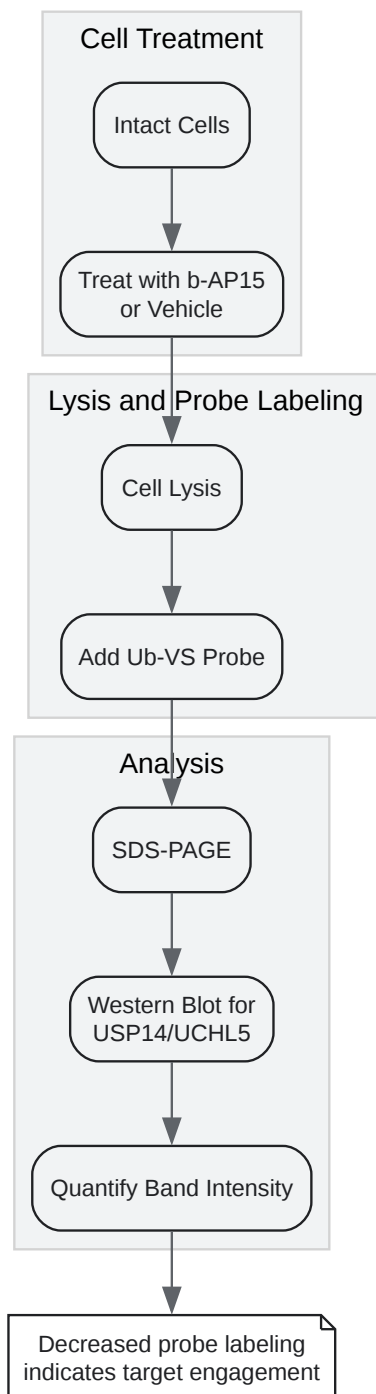 Cell Treatment
Intact Cells
Treat with b-AP15
or Vehicle
Lysis and Probe Labeling
Cell Lysis
Add Ub-VS Probe
Analysis
SDS-PAGE
Western Blot for
USP14/UCHL5
Quantify Band Intensity
Decreased probe labeling
indicates target engagement